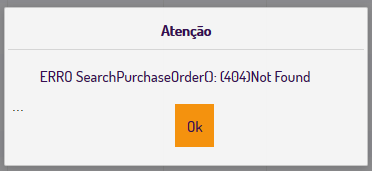 Atenção
ERRO SearchPurchaseOrder(): (404)Not Found
...
Ok